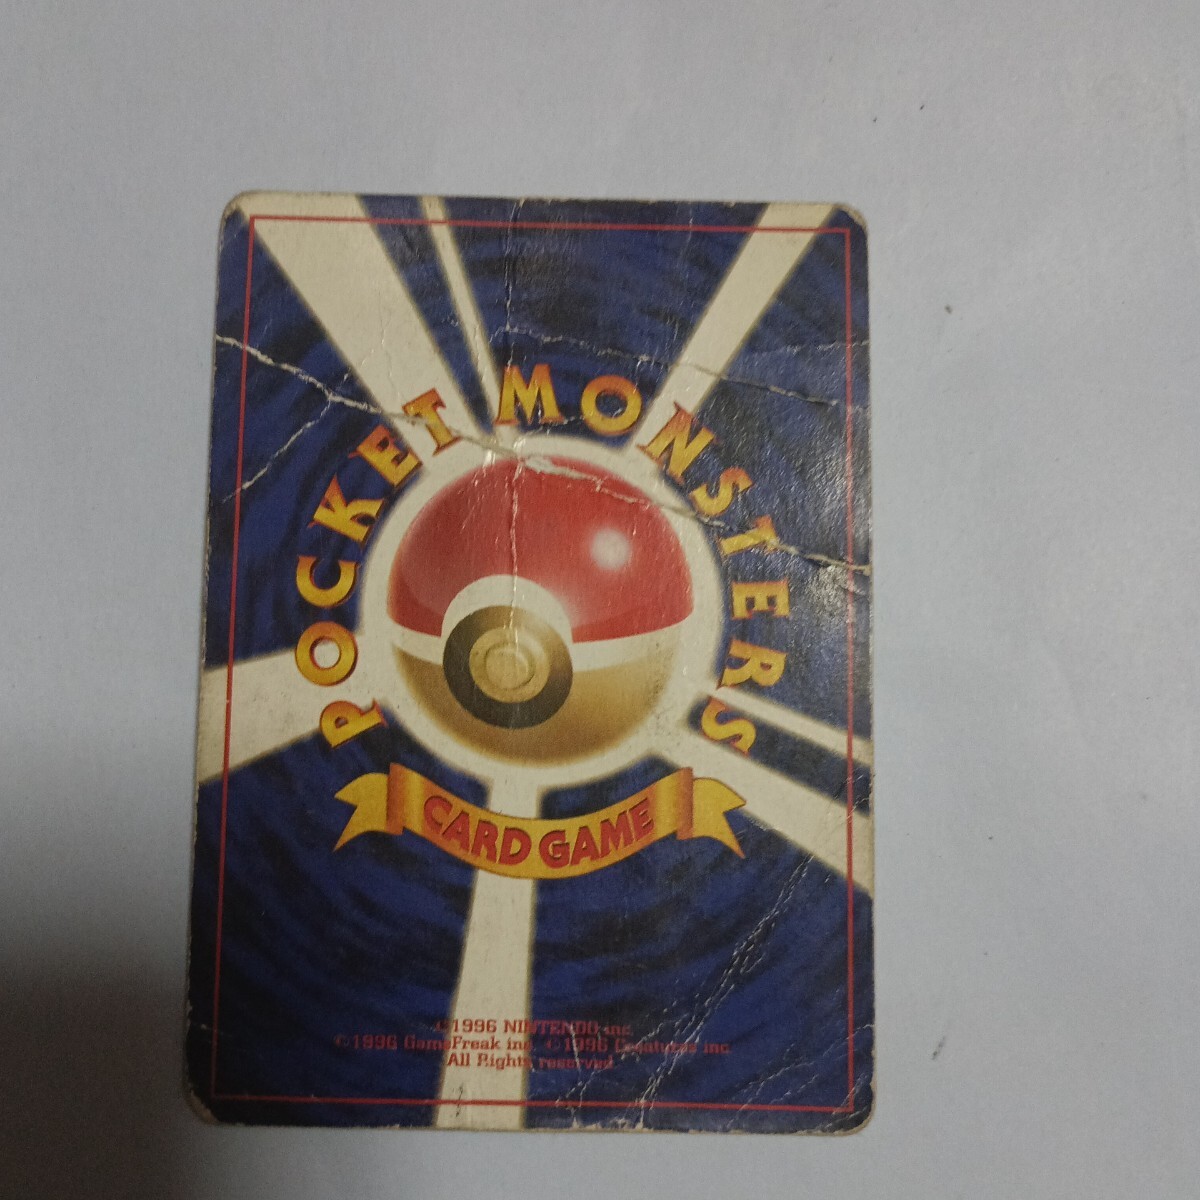 POCKET MONSTERS
CARD GAME
©1996 NINTENDO inc.
©1996 GameFreak inc. ©1996 Creatures inc.
All Rights reserved.